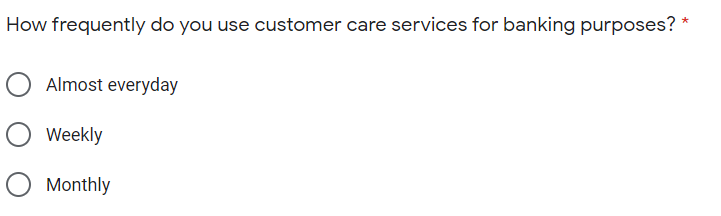 How frequently do you use customer care services for banking purposes? *
Almost everyday
Weekly
Monthly